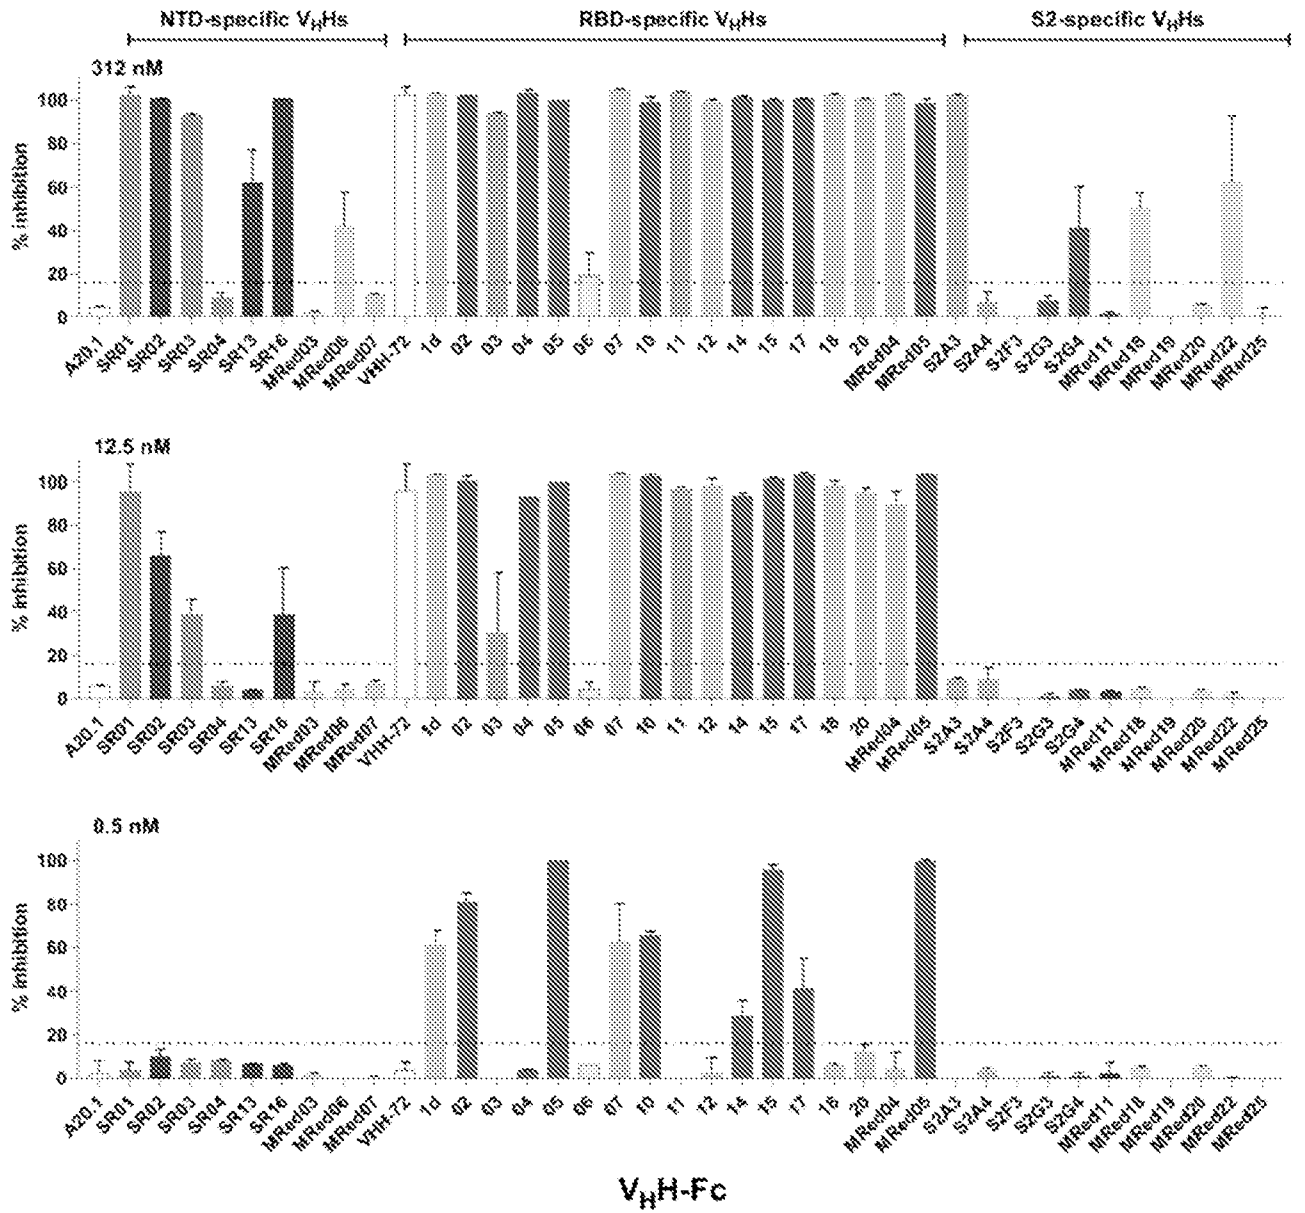 NTD-specific VHHs RBD-specific VHHs S2-specific VHHs
312 nM
% inhibition
100
80
60
40
20
0
A20.1 SR01 SR02 SR03 SR04 SR13 SR16 MRed03 MRed06 MRed07 VHH-72 1d 02 03 04 05 06 07 10 11 12 14 15 17 18 20 MRed04 MRed05 S2A3 S2A4 S2F3 S2G3 S2G4 MRed11 MRed18 MRed19 MRed20 MRed22 MRed25
12.5 nM
% inhibition
100
80
60
40
20
0
A20.1 SR01 SR02 SR03 SR04 SR13 SR16 MRed03 MRed06 MRed07 VHH-72 1d 02 03 04 05 06 07 10 11 12 14 15 17 18 20 MRed04 MRed05 S2A3 S2A4 S2F3 S2G3 S2G4 MRed11 MRed18 MRed19 MRed20 MRed22 MRed25
0.5 nM
% inhibition
100
80
60
40
20
0
A20.1 SR01 SR02 SR03 SR04 SR13 SR16 MRed03 MRed06 MRed07 VHH-72 1d 02 03 04 05 06 07 10 11 12 14 15 17 18 20 MRed04 MRed05 S2A3 S2A4 S2F3 S2G3 S2G4 MRed11 MRed18 MRed19 MRed20 MRed22 MRed25
VHH-Fc